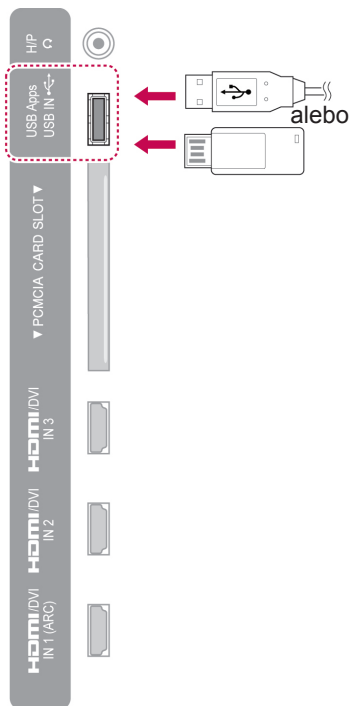 H/P
USB Apps
USB IN
alebo
▼ PCMCIA CARD SLOT ▼
HDMI/DVI
IN 3
HDMI/DVI
IN 2
HDMI/DVI
IN 1 (ARC)